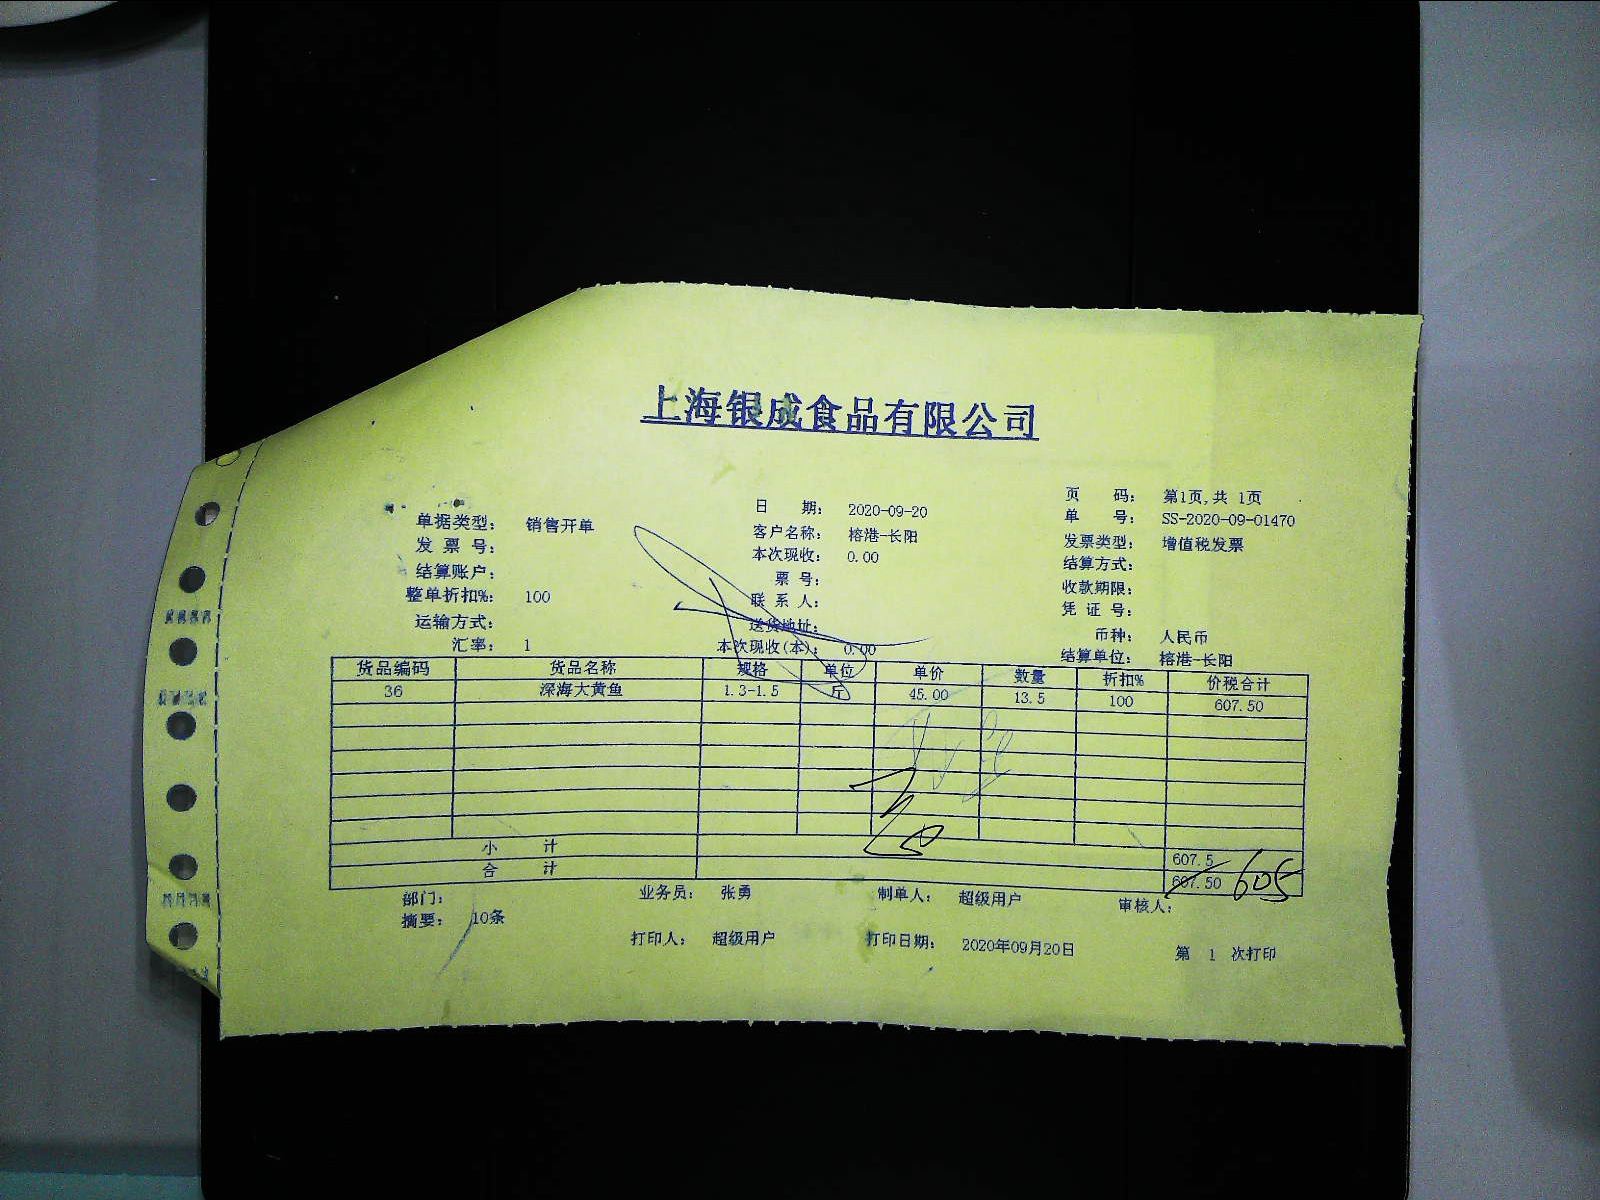 上海银成食品有限公司
单据类型： 销售开单 日 期： 2020-09-20 页 码： 第1页,共 1页
发 票 号： 客户名称： 榕港-长阳 单 号： SS-2020-09-01470
结算账户： 本次现收： 0.00 发票类型： 增值税发票
整单折扣%： 100 票 号： 结算方式：
运输方式： 联 系 人： 收款期限：
汇率： 1 送货地址： 凭 证 号：
本次现收(本)： 0.00 币种： 人民币
结算单位： 榕港-长阳
货品编码 货品名称 规格 单位 单价 数量 折扣% 价税合计
36 深海大黄鱼 1.3-1.5 斤 45.00 13.5 100 607.50
小 计 607.5
合 计 607.50 605
部门： 业务员： 张勇 制单人： 超级用户 审核人：
摘要： 10条
打印人： 超级用户 打印日期： 2020年09月20日 第 1 次打印